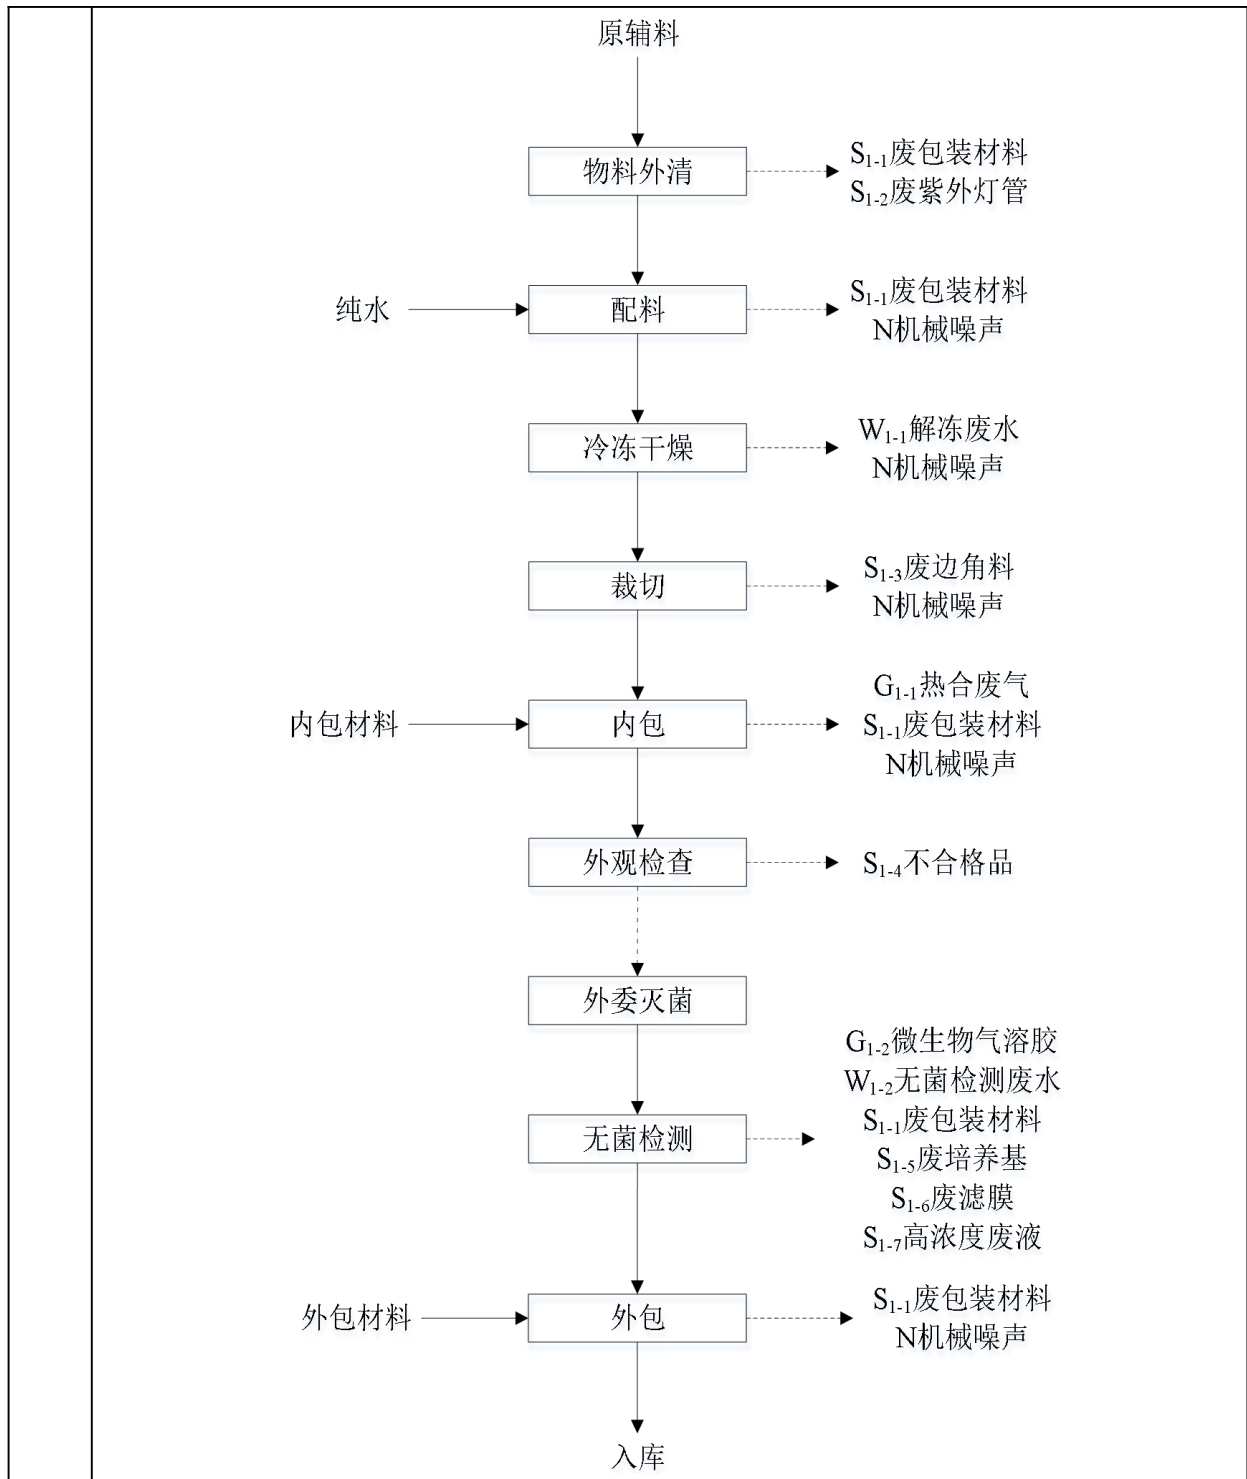 原辅料
物料外清
S1-1废包装材料
S1-2废紫外灯管
纯水
配料
S1-1废包装材料
N机械噪声
冷冻干燥
W1-1解冻废水
N机械噪声
裁切
S1-3废边角料
N机械噪声
内包材料
内包
G1-1热合废气
S1-1废包装材料
N机械噪声
外观检查
S1-4不合格品
外委灭菌
无菌检测
G1-2微生物气溶胶
W1-2无菌检测废水
S1-1废包装材料
S1-5废培养基
S1-6废滤膜
S1-7高浓度废液
外包材料
外包
S1-1废包装材料
N机械噪声
入库